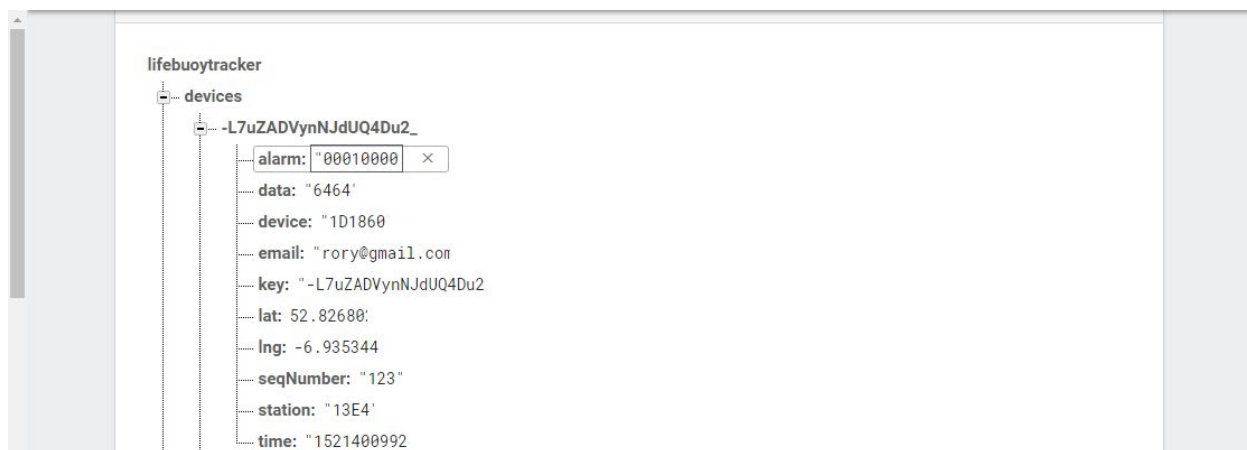 lifebuoytracker
devices
-L7uZADVynNJdUQ4Du2_
alarm: "00010000 ×
data: "6464'
device: "1D1860
email: "rory@gmail.com
key: "-L7uZADVynNJdUQ4Du2
lat: 52.82680
lng: -6.935344
seqNumber: "123"
station: "13E4'
time: "1521400992